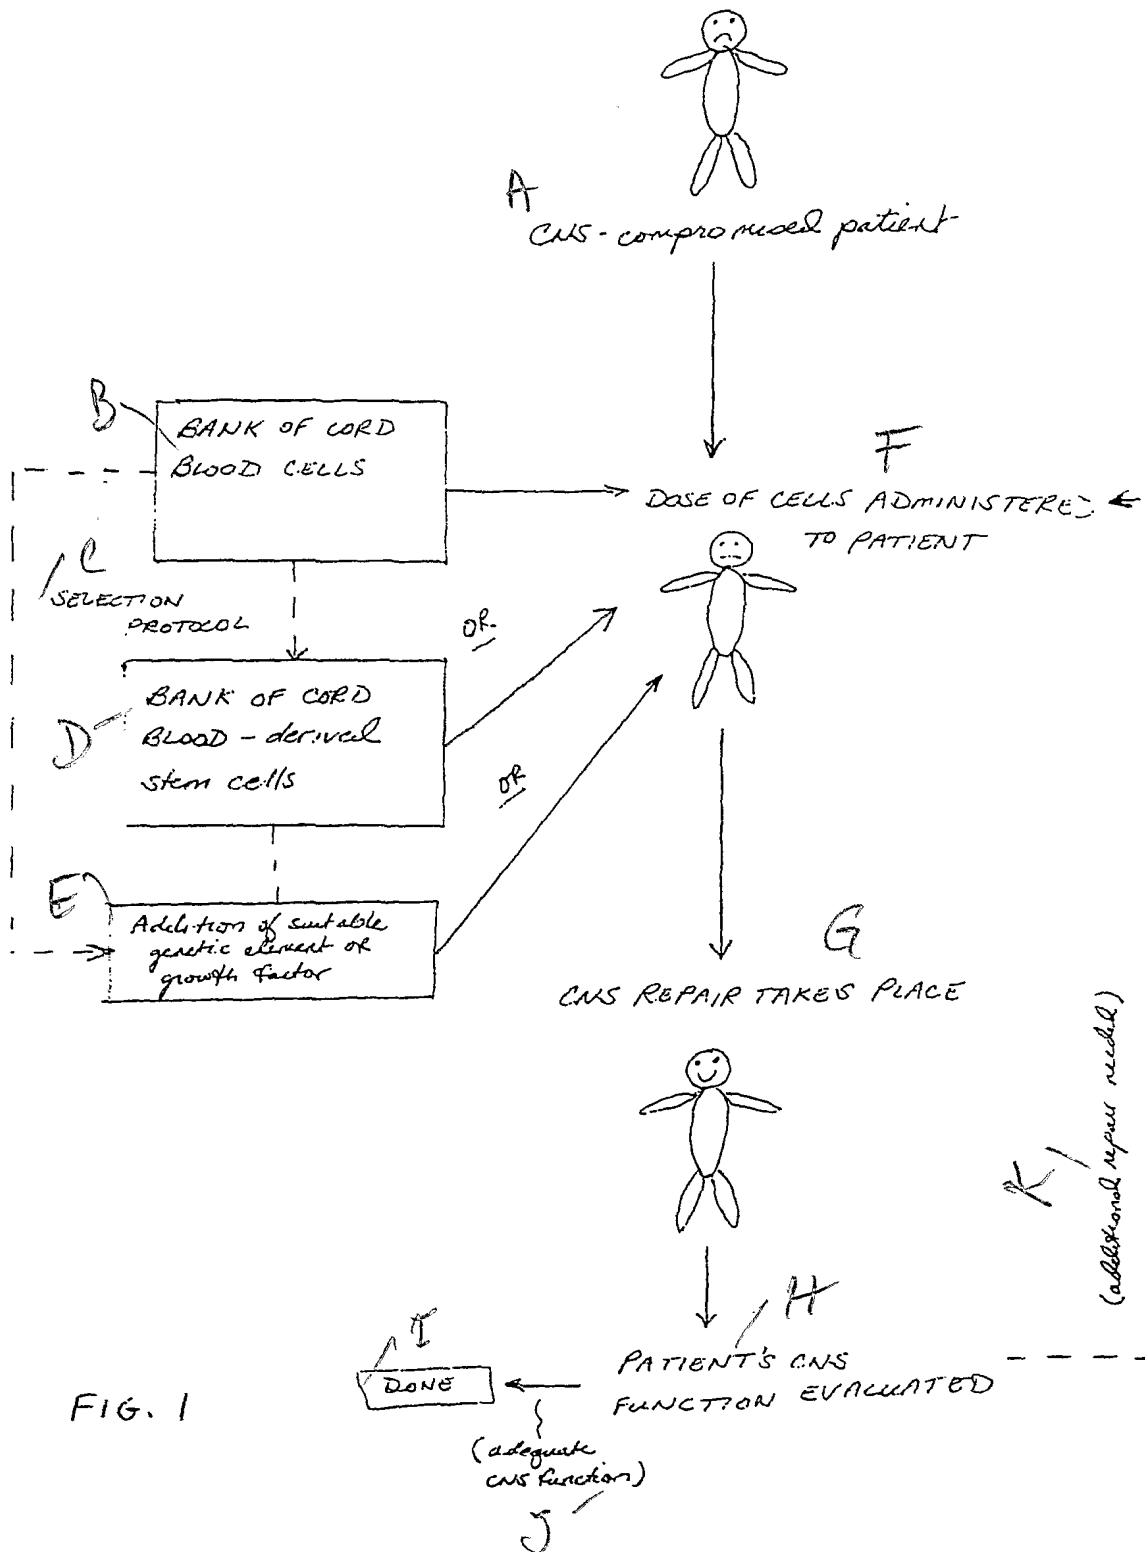 A
CNS-compromised patient
B
BANK OF CORD
BLOOD CELLS
F
DOSE OF CELLS ADMINISTERED
TO PATIENT
C
SELECTION
PROTOCOL
OR
D
BANK OF CORD
BLOOD-derived
stem cells
OR
E
Addition of suitable
genetic element or
growth factor
G
CNS REPAIR TAKES PLACE
K
(additional repair needed)
H
PATIENT'S CNS
FUNCTION EVALUATED
I
DONE
(adequate
CNS function)
J
FIG. 1